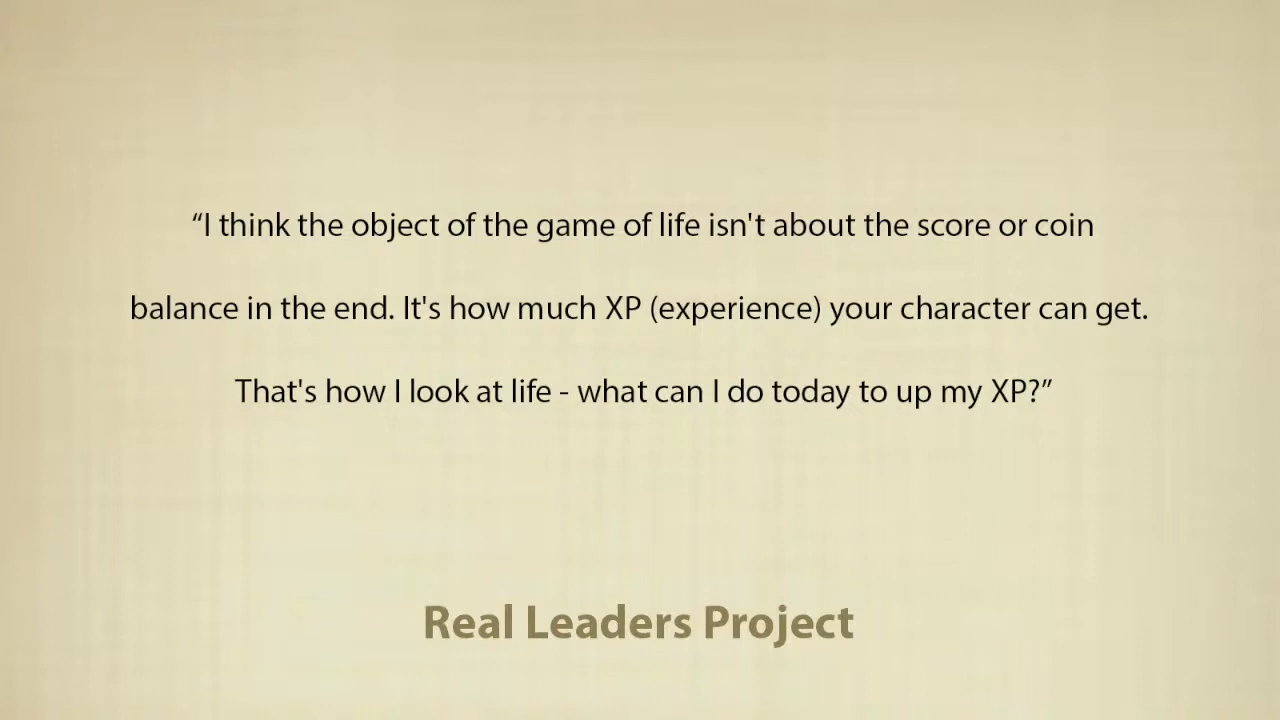 “I think the object of the game of life isn't about the score or coin
balance in the end. It's how much XP (experience) your character can get.
That's how I look at life - what can I do today to up my XP?”
Real Leaders Project